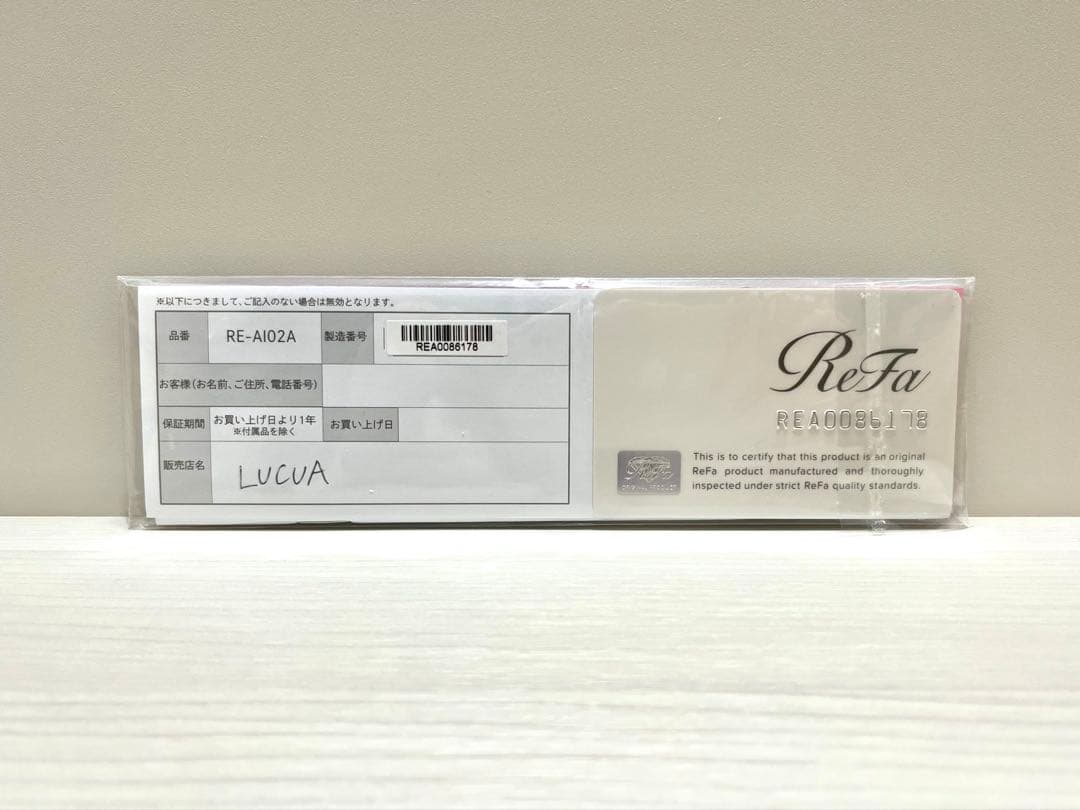 ※以下につきまして、ご記入のない場合は無効となります。
品番 RE-AI02A 製造番号 REA0086178
お客様(お名前、ご住所、電話番号)
保証期間 お買い上げ日より1年 お買い上げ日
※付属品を除く
販売店名 LUCUA
ReFa
REA0086178
ReFa
ORIGINAL PRODUCT
This is to certify that this product is an original
ReFa product manufactured and thoroughly
inspected under strict ReFa quality standards.